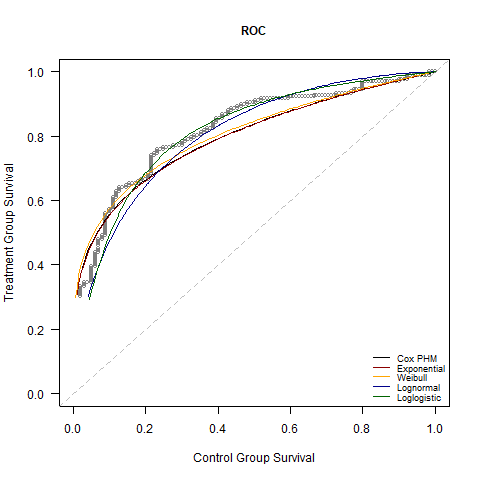 ROC
Treatment Group Survival
1.0
0.8
0.6
0.4
0.2
0.0
0.0 0.2 0.4 0.6 0.8 1.0
Control Group Survival
Cox PHM
Exponential
Weibull
Lognormal
Loglogistic